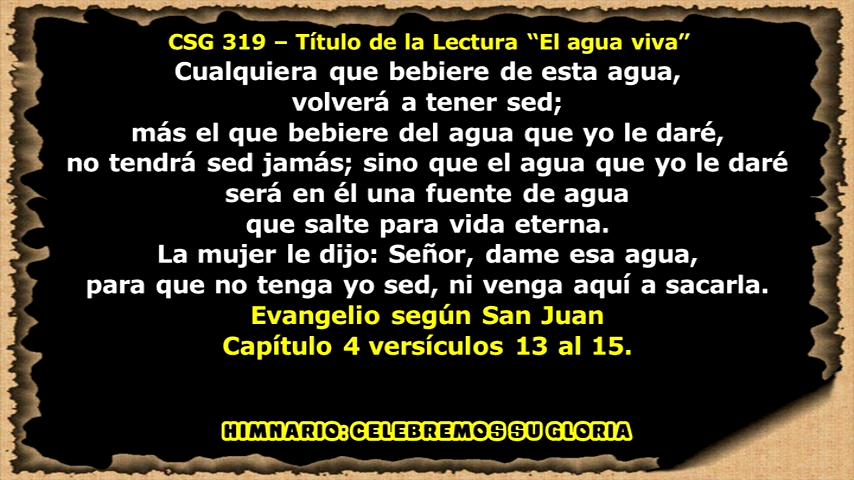 CSG 319 – Título de la Lectura “El agua viva”
Cualquiera que bebiere de esta agua,
volverá a tener sed;
más el que bebiere del agua que yo le daré,
no tendrá sed jamás; sino que el agua que yo le daré
será en él una fuente de agua
que salte para vida eterna.
La mujer le dijo: Señor, dame esa agua,
para que no tenga yo sed, ni venga aquí a sacarla.
Evangelio según San Juan
Capítulo 4 versículos 13 al 15.
HIMNARIO: CELEBREMOS SU GLORIA